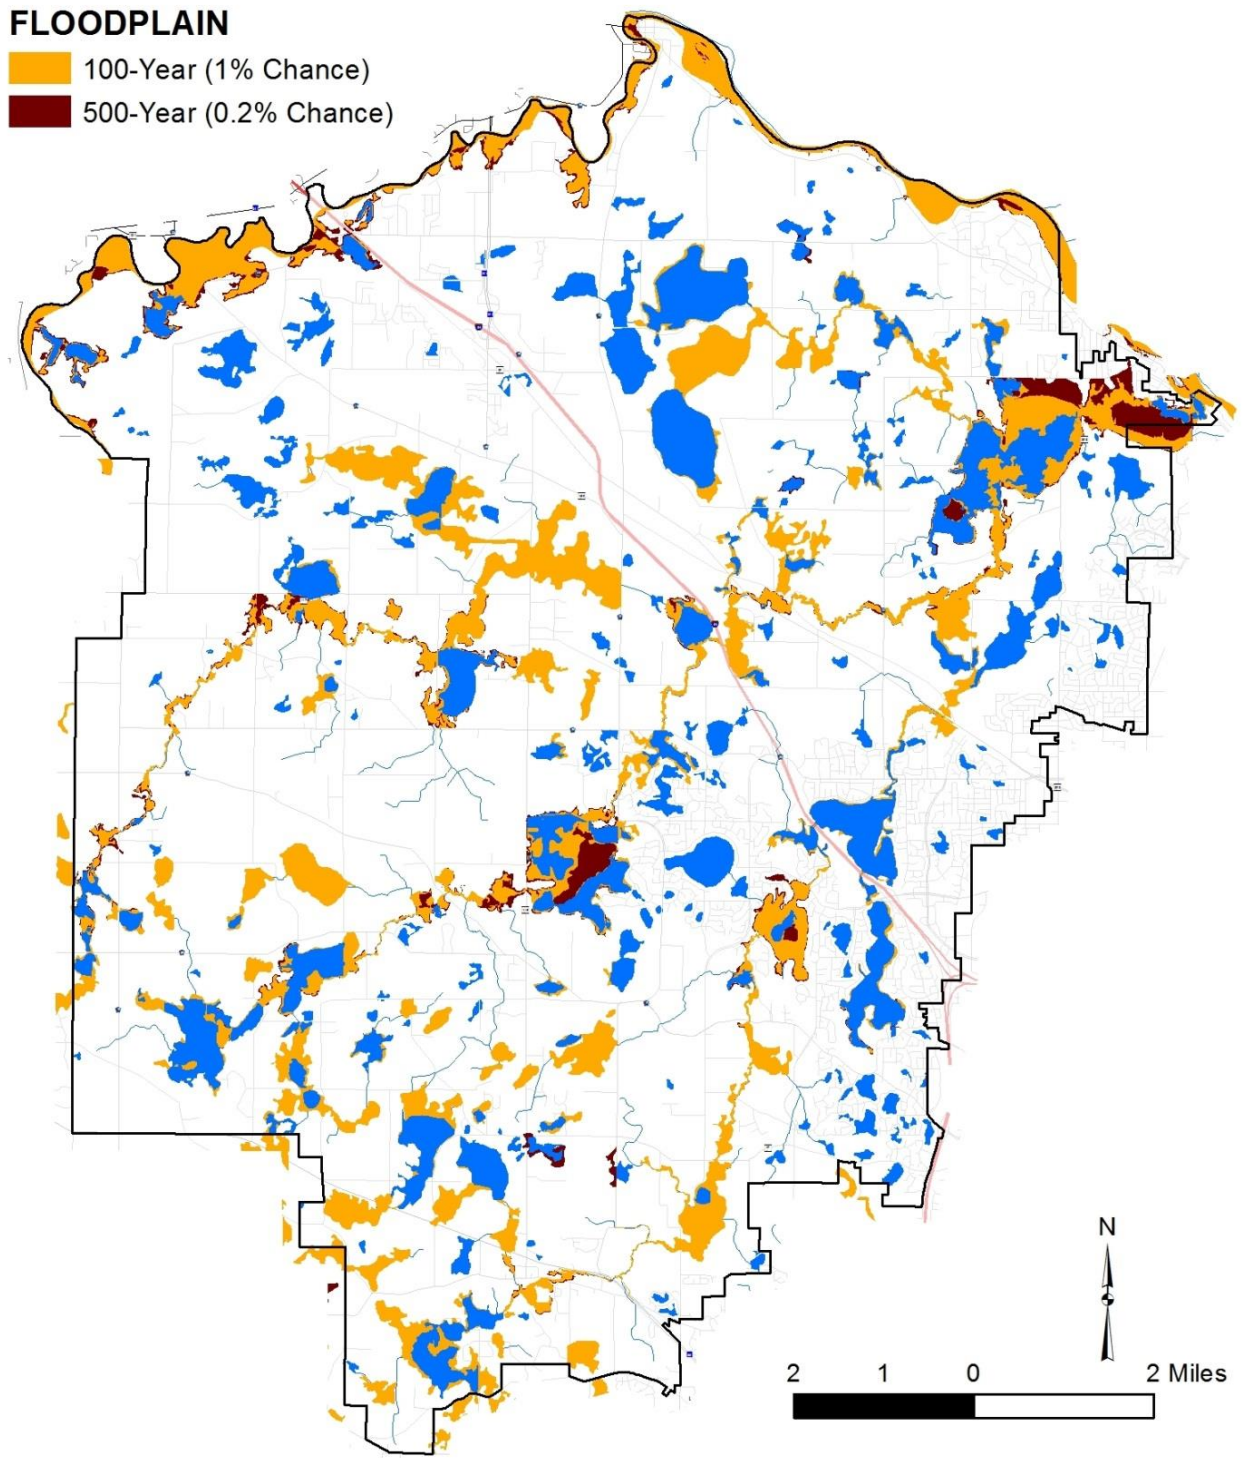 FLOODPLAIN
100-Year (1% Chance)
500-Year (0.2% Chance)
N
2 1 0 2 Miles